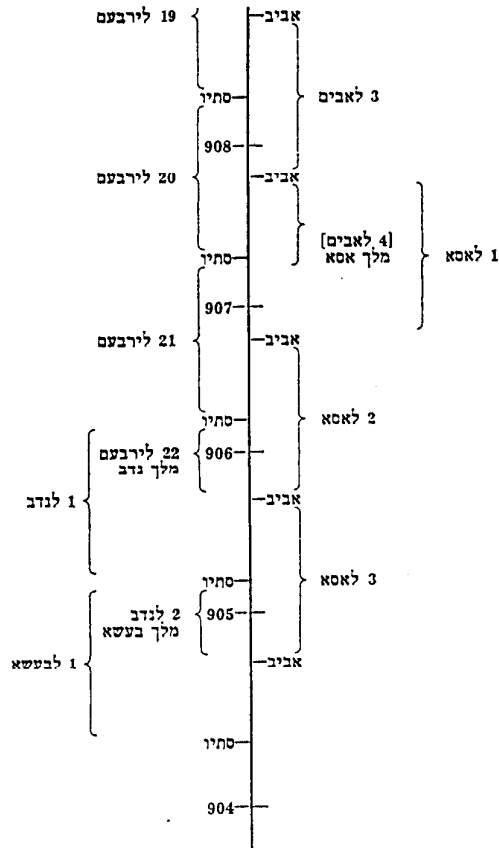 19 לירבעם
אביב
סתיו
3 לאבים
908
20 לירבעם
אביב
[4 לאבים]
מלך אסא
1 לאסא
סתיו
907
21 לירבעם
אביב
סתיו
2 לאסא
22 לירבעם
מלך נדב
906
1 לנדב
אביב
סתיו
3 לאסא
2 לנדב
מלך בעשא
905
1 לבעשא
אביב
סתיו
904